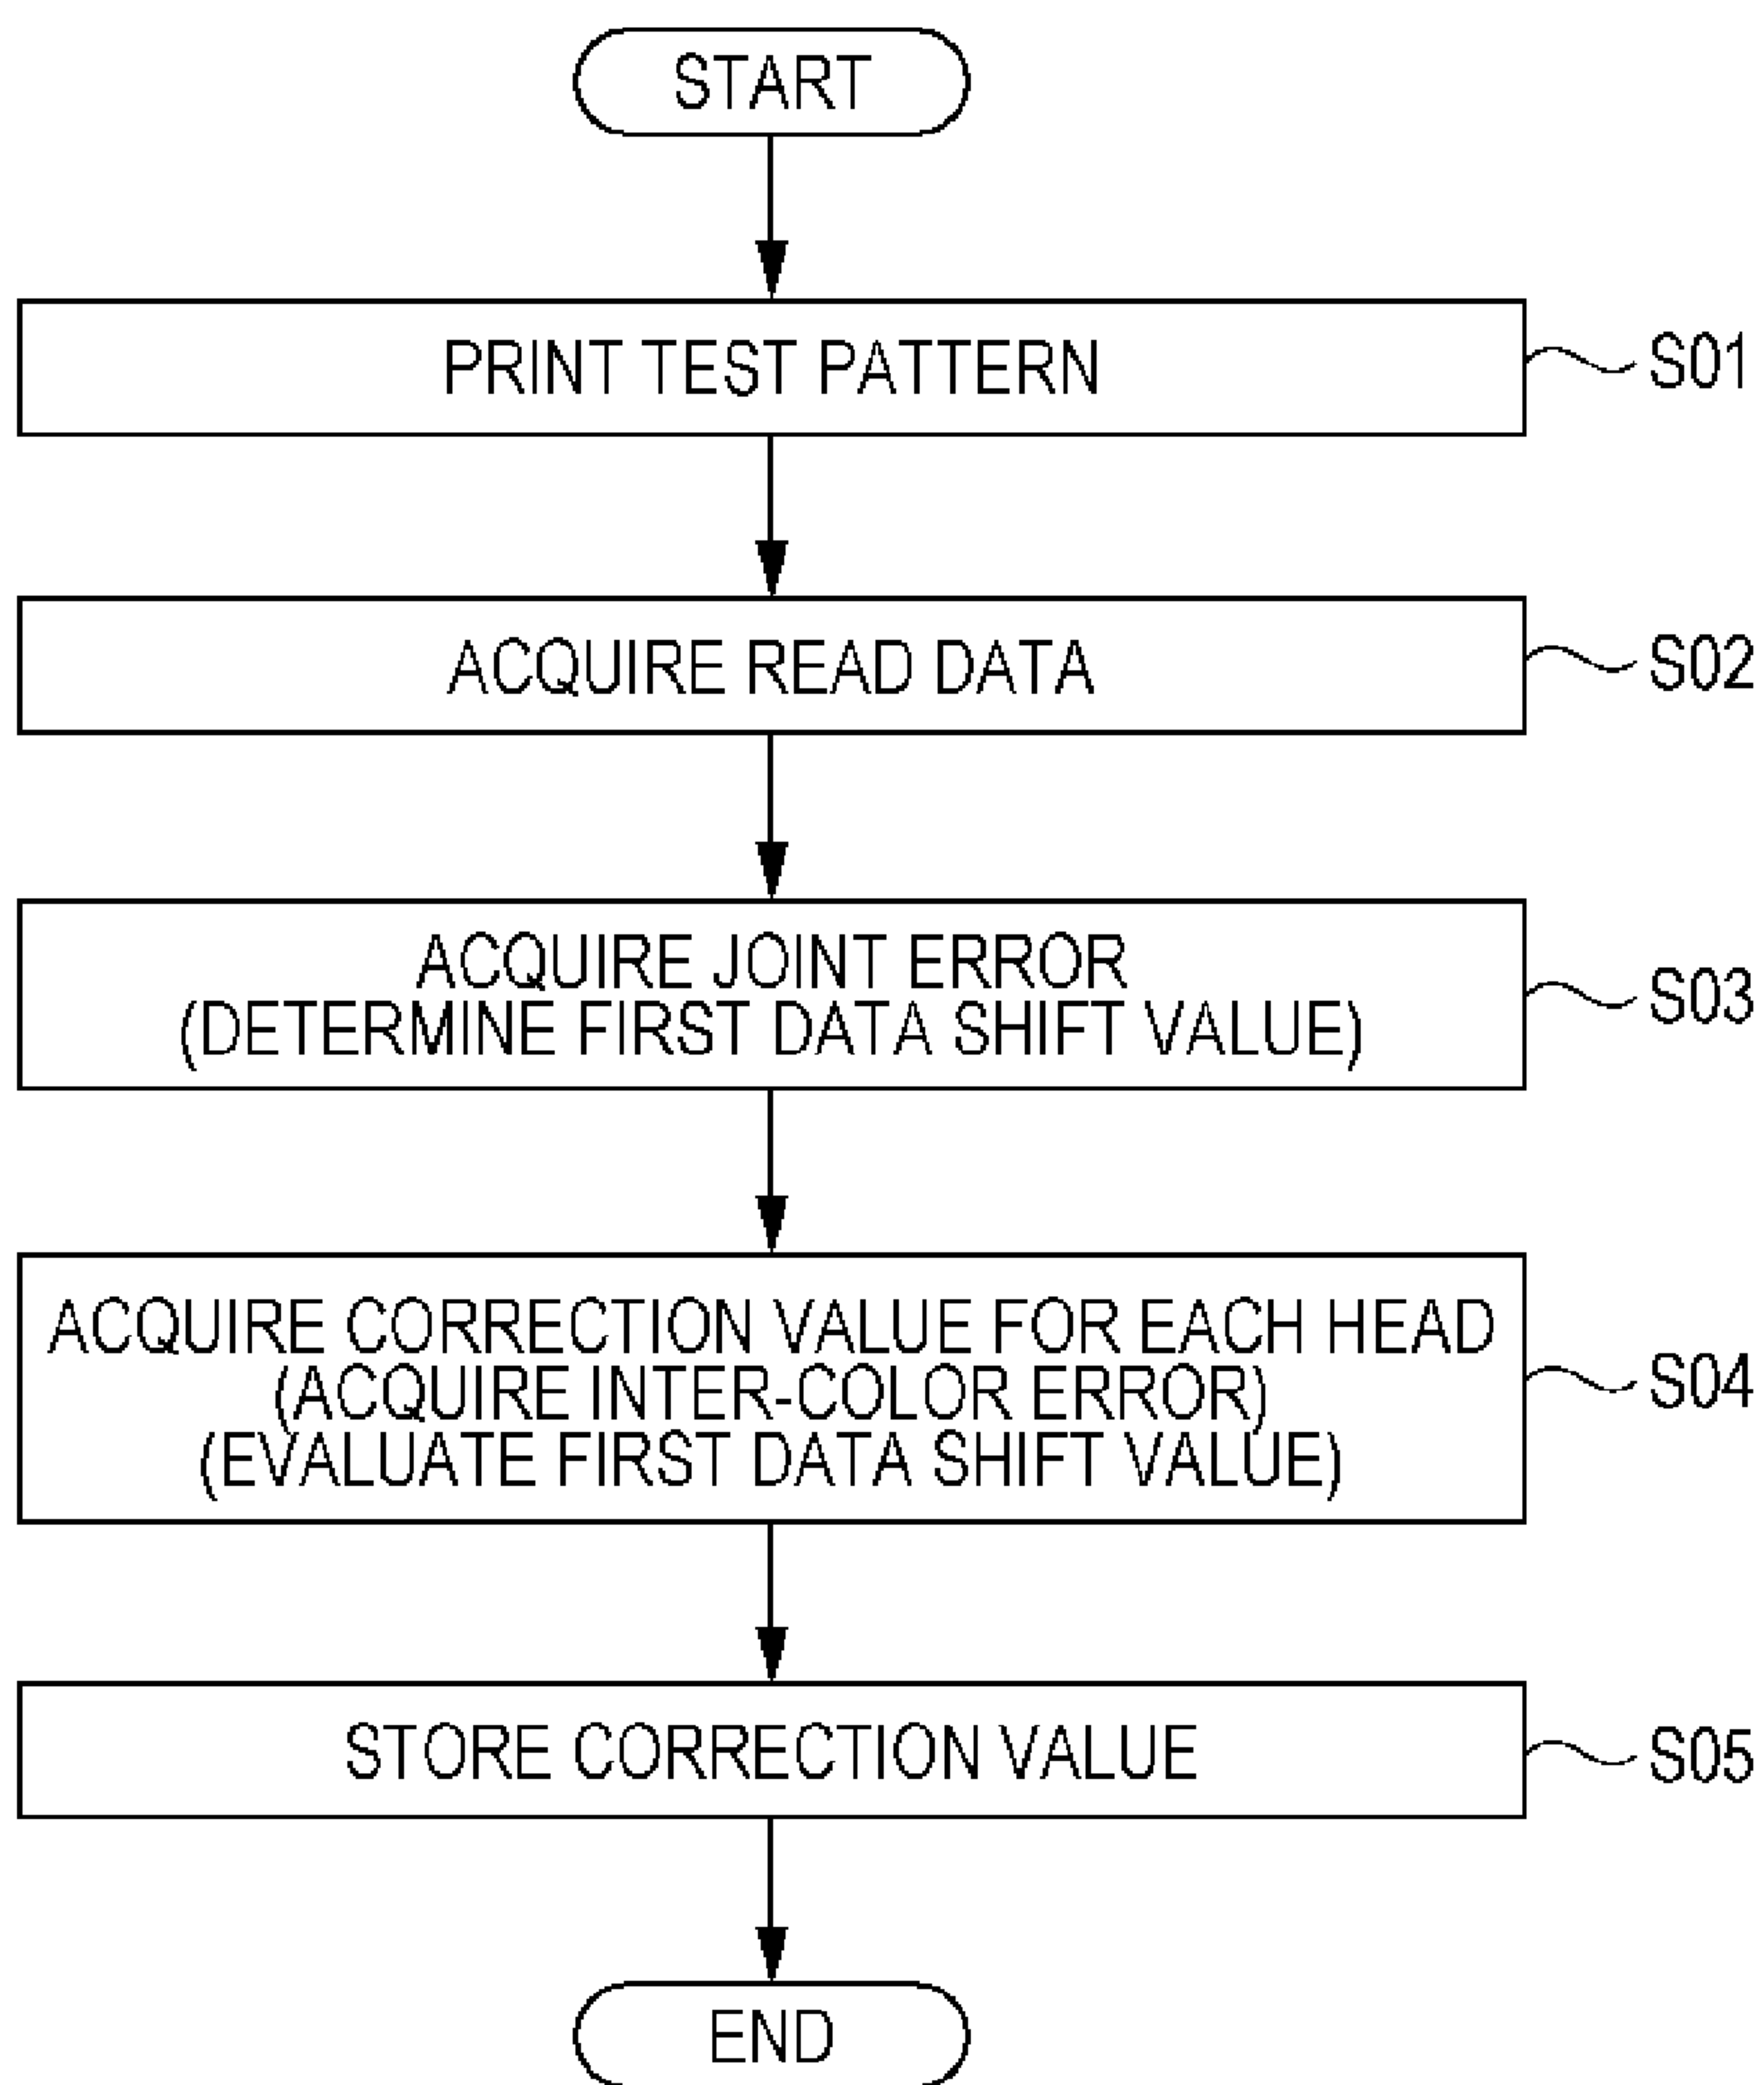 START
PRINT TEST PATTERN
S01
ACQUIRE READ DATA
S02
ACQUIRE JOINT ERROR
(DETERMINE FIRST DATA SHIFT VALUE)
S03
ACQUIRE CORRECTION VALUE FOR EACH HEAD
(ACQUIRE INTER-COLOR ERROR)
(EVALUATE FIRST DATA SHIFT VALUE)
S04
STORE CORRECTION VALUE
S05
END